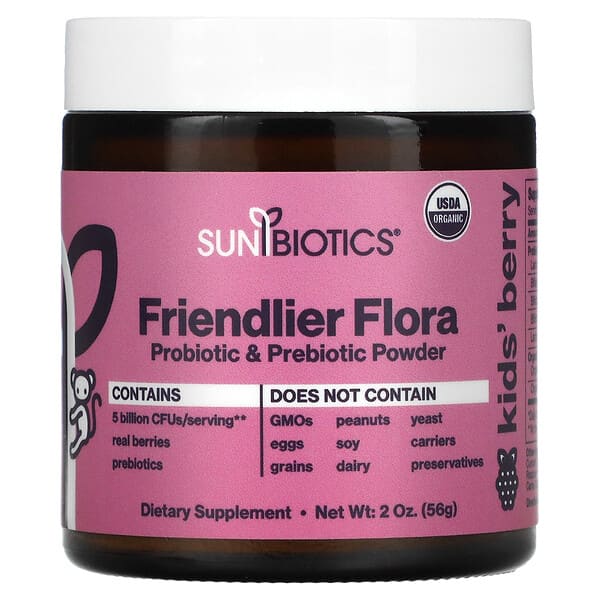 SUNBIOTICS®
USDA
ORGANIC
Friendlier Flora
Probiotic & Prebiotic Powder
CONTAINS
5 billion CFUs/serving**
real berries
prebiotics
DOES NOT CONTAIN
GMOs peanuts yeast
eggs soy carriers
grains dairy preservatives
Dietary Supplement • Net Wt: 2 Oz. (56g)
kids' berry